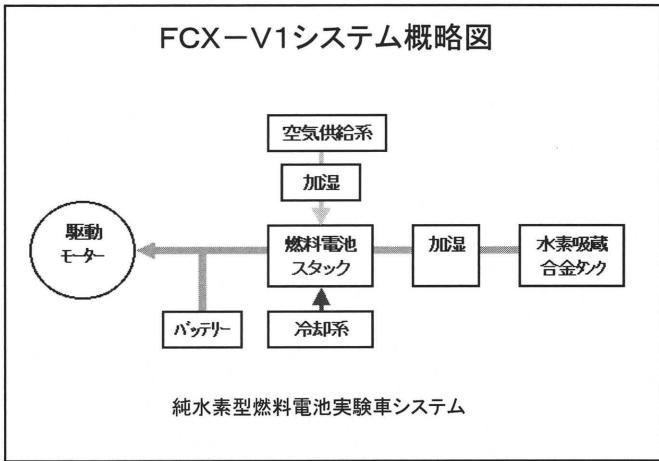 FCX－V1システム概略図
空気供給系
加湿
駆動
モーター
燃料電池
スタック
加湿
水素吸蔵
合金タンク
バッテリー
冷却系
純水素型燃料電池実験車システム